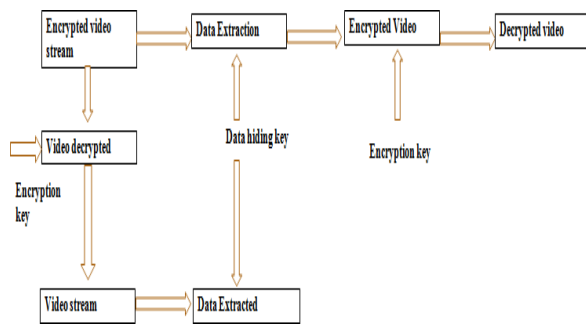 Encrypted video
stream
Data Extraction
Encrypted Video
Decrypted video
Video decrypted
Data hiding key
Encryption key
Encryption
key
Video stream
Data Extracted